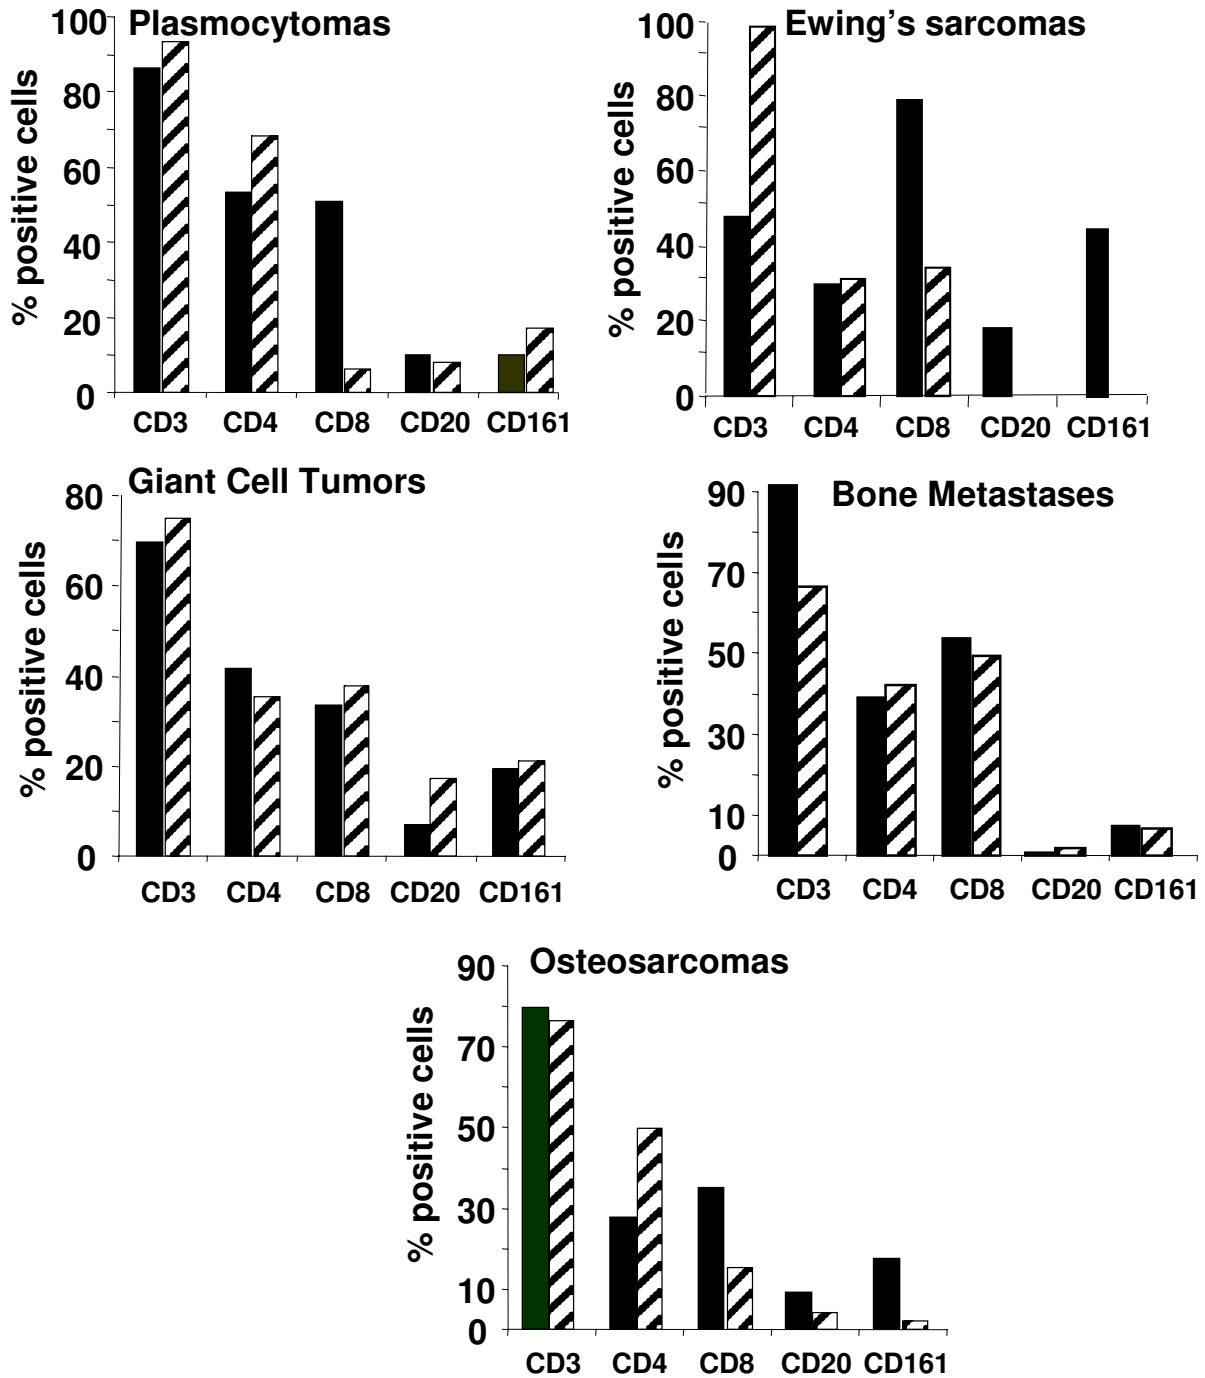 Plasmocytomas
% positive cells
100
80
60
40
20
0
CD3 CD4 CD8 CD20 CD161
Ewing's sarcomas
% positive cells
100
80
60
40
20
0
CD3 CD4 CD8 CD20 CD161
Giant Cell Tumors
% positive cells
80
60
40
20
0
CD3 CD4 CD8 CD20 CD161
Bone Metastases
% positive cells
90
70
50
30
10
0
CD3 CD4 CD8 CD20 CD161
Osteosarcomas
% positive cells
90
70
50
30
10
0
CD3 CD4 CD8 CD20 CD161